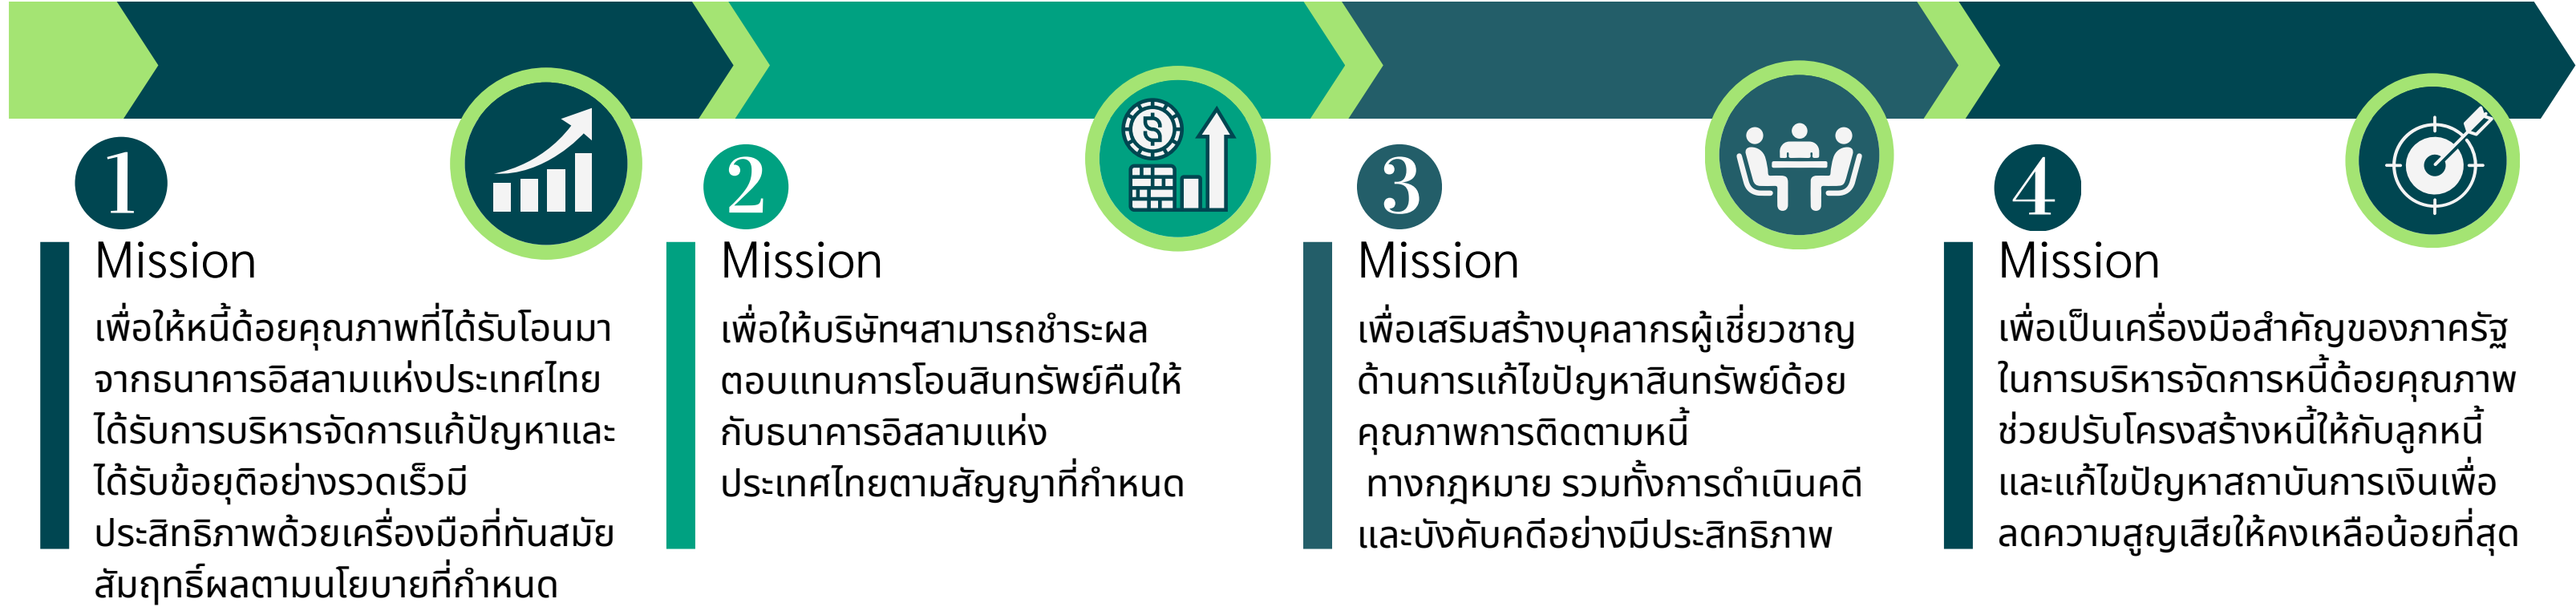 1
Mission
เพื่อให้หนี้ด้อยคุณภาพที่ได้รับโอนมา
จากธนาคารอิสลามแห่งประเทศไทย
ได้รับการบริหารจัดการแก้ปัญหาและ
ได้รับข้อยุติอย่างรวดเร็วมี
ประสิทธิภาพด้วยเครื่องมือที่ทันสมัย
สัมฤทธิ์ผลตามนโยบายที่กำหนด
$
2
Mission
เพื่อให้บริษัทฯสามารถชำระผล
ตอบแทนการโอนสินทรัพย์คืนให้
กับธนาคารอิสลามแห่ง
ประเทศไทยตามสัญญาที่กำหนด
3
Mission
เพื่อเสริมสร้างบุคลากรผู้เชี่ยวชาญ
ด้านการแก้ไขปัญหาสินทรัพย์ด้อย
คุณภาพการติดตามหนี้
ทางกฎหมาย รวมทั้งการดำเนินคดี
และบังคับคดีอย่างมีประสิทธิภาพ
4
Mission
เพื่อเป็นเครื่องมือสำคัญของภาครัฐ
ในการบริหารจัดการหนี้ด้อยคุณภาพ
ช่วยปรับโครงสร้างหนี้ให้กับลูกหนี้
และแก้ไขปัญหาสถาบันการเงินเพื่อ
ลดความสูญเสียให้คงเหลือน้อยที่สุด